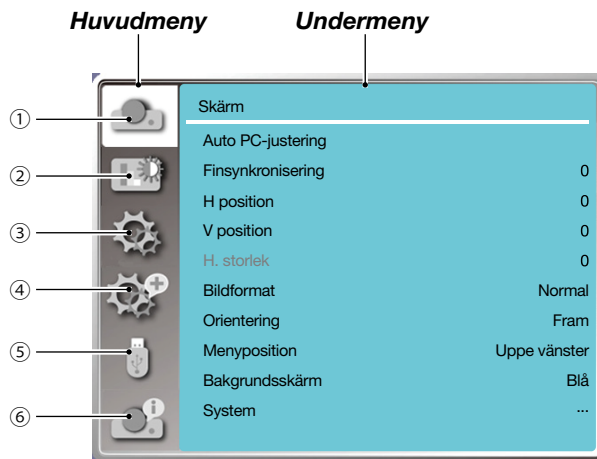 Huvudmeny Undermeny
① Skärm
Auto PC-justering
② Finsynkronisering 0
H position 0
③ V position 0
H. storlek 0
④ Bildformat Normal
Orientering Fram
⑤ Menyposition Uppe vänster
Bakgrundsskärm Blå
⑥ System ...